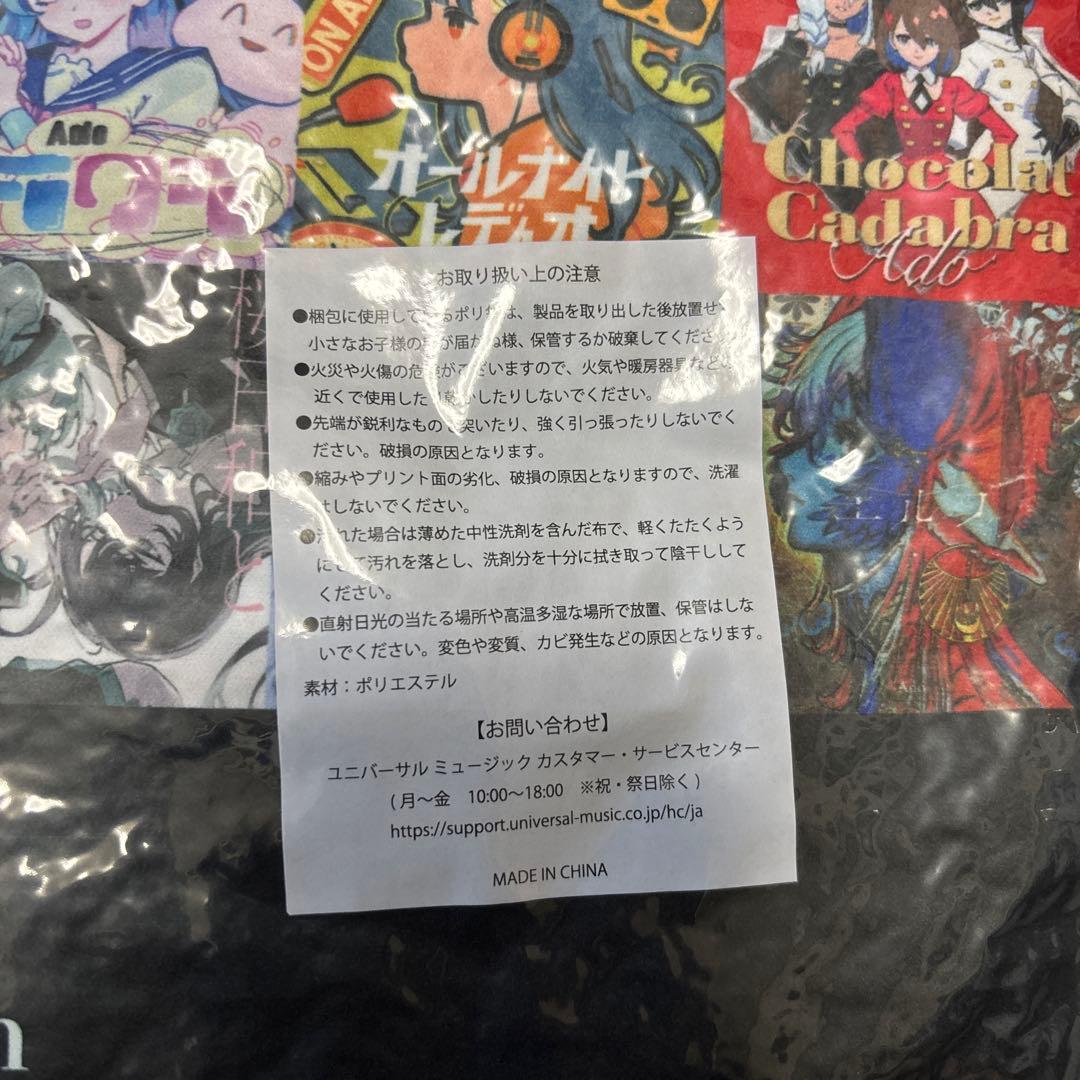 Ado
ON A
オールナイト
レディオ
Chocolat
Cadabra
Ado
お取り扱い上の注意
●梱包に使用して るポリ は、製品を取り出した後放置せ
小さなお子様の が届かぬ様、保管するか破棄してくださ
●火災や火傷の危 がございますので、火気や暖房器具などの
近くで使用した かしたりしないでください。
●先端が鋭利なもので突いたり、強く引っ張ったりしないでく
ださい。破損の原因となります。
●縮みやプリント面の劣化、破損の原因となりますので、洗濯
はしないでください。
●汚れた場合は薄めた中性洗剤を含んだ布で、軽くたたくよう
にして汚れを落とし、洗剤分を十分に拭き取って陰干しして
ください。
●直射日光の当たる場所や高温多湿な場所で放置、保管はしな
いでください。変色や変質、カビ発生などの原因となります。
素材：ポリエステル
【お問い合わせ】
ユニバーサル ミュージック カスタマー・サービスセンター
(月～金　10:00～18:00　※祝・祭日除く)
https://support.universal-music.co.jp/hc/ja
MADE IN CHINA